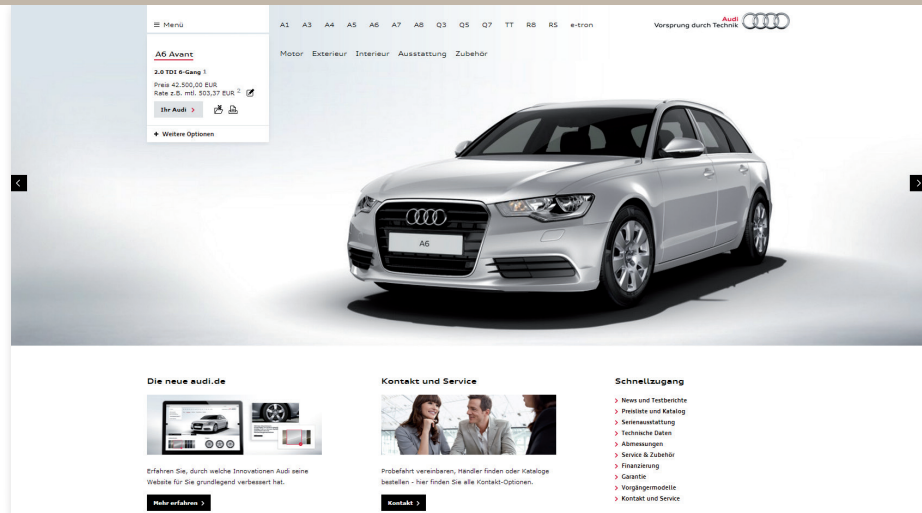 ≡ Menü
A1 A3 A4 A5 A6 A7 A8 Q3 Q5 Q7 TT R8 RS e-tron
Audi
Vorsprung durch Technik
A6 Avant
Motor Exterieur Interieur Ausstattung Zubehör
2.0 TDI 6-Gang 1
Preis 42.500,00 EUR
Rate z.B. mtl. 503,37 EUR 2
Ihr Audi >
+ Weitere Optionen
A6
Die neue audi.de
Erfahren Sie, durch welche Innovationen Audi seine
Website für Sie grundlegend verbessert hat.
Mehr erfahren >
Kontakt und Service
Probefahrt vereinbaren, Händler finden oder Kataloge
bestellen - hier finden Sie alle Kontakt-Optionen.
Kontakt >
Schnellzugang
> News und Testberichte
> Preisliste und Katalog
> Serienausstattung
> Technische Daten
> Abmessungen
> Service & Zubehör
> Finanzierung
> Garantie
> Vorgängermodelle
> Kontakt und Service